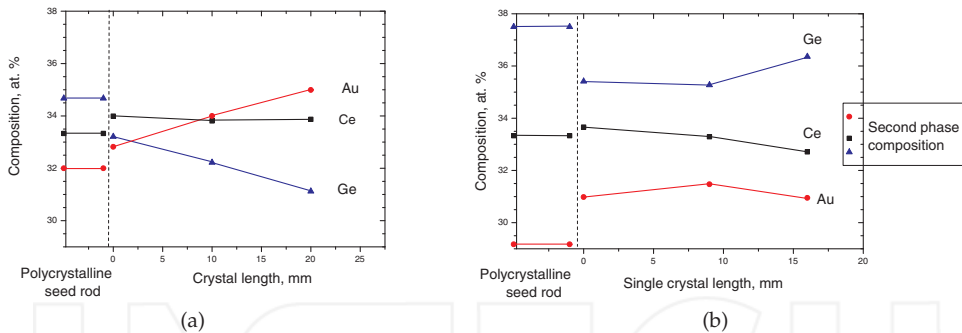 Composition, at. %
38
36
34
32
30
Au
Ce
Ge
0
5
10
15
20
25
Polycrystalline
seed rod
Crystal length, mm
(a)
Composition, at. %
38
36
34
32
30
Ge
Ce
Au
0
5
10
15
20
Polycrystalline
seed rod
Single crystal length, mm
(b)
Second phase
composition